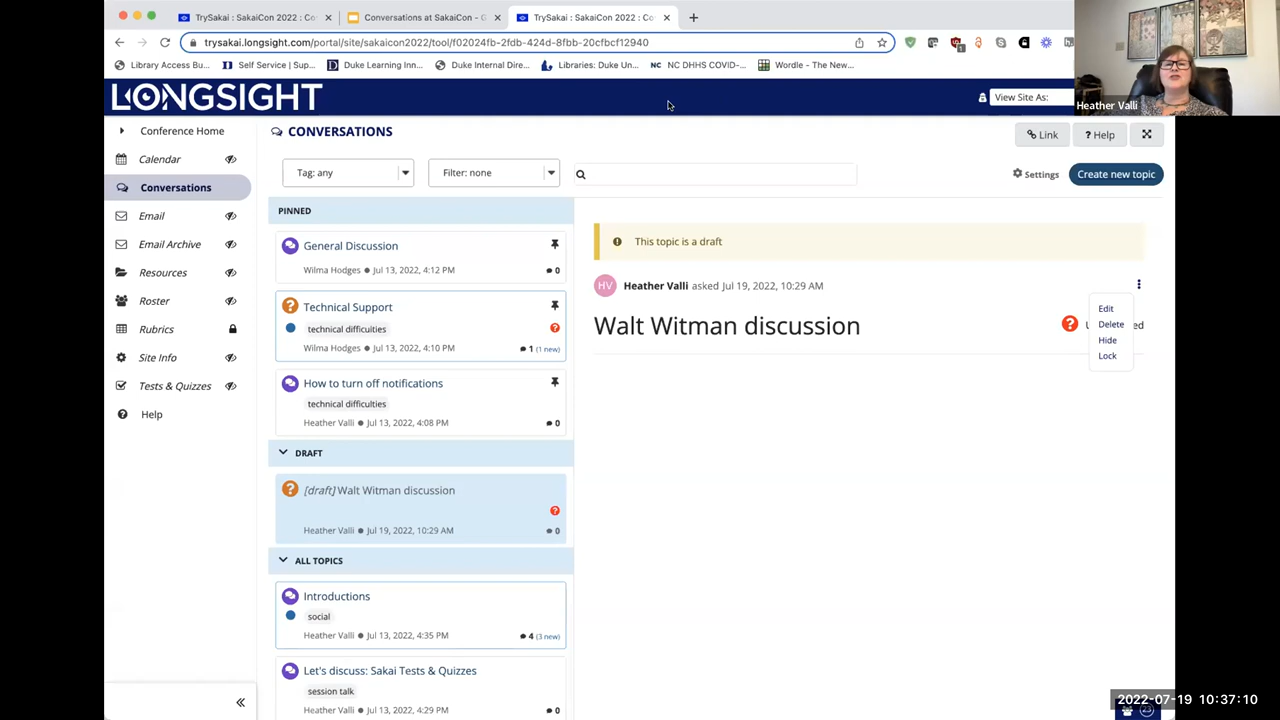 TrySakai : SakaiCon 2022 : Co
Conversations at SakaiCon - G
TrySakai : SakaiCon 2022 : Co
trysakai.longsight.com/portal/site/sakaicon2022/tool/f02024fb-2fdb-424d-8fbb-20cfbcf12940
Library Access Bu...
Self Service | Sup...
Duke Learning Inn...
Duke Internal Dire...
Libraries: Duke Un...
NC DHHS COVID-...
Wordle - The New...
Heather Valli
LONGSIGHT
View Site As:
Conference Home
Calendar
Conversations
Email
Email Archive
Resources
Roster
Rubrics
Site Info
Tests & Quizzes
Help
CONVERSATIONS
Link
? Help
Tag: any
Filter: none
Settings
Create new topic
PINNED
General Discussion
Wilma Hodges ● Jul 13, 2022, 4:12 PM
0
Technical Support
technical difficulties
Wilma Hodges ● Jul 13, 2022, 4:10 PM
1 (1 new)
How to turn off notifications
technical difficulties
Heather Valli ● Jul 13, 2022, 4:08 PM
0
DRAFT
[draft] Walt Witman discussion
Heather Valli ● Jul 19, 2022, 10:29 AM
0
ALL TOPICS
Introductions
social
Heather Valli ● Jul 13, 2022, 4:35 PM
4 (3 new)
Let's discuss: Sakai Tests & Quizzes
session talk
Heather Valli ● Jul 13, 2022, 4:29 PM
0
This topic is a draft
HV
Heather Valli asked Jul 19, 2022, 10:29 AM
Walt Witman discussion
Edit
Delete
Hide
Lock
2022-07-19 10:37:10
23